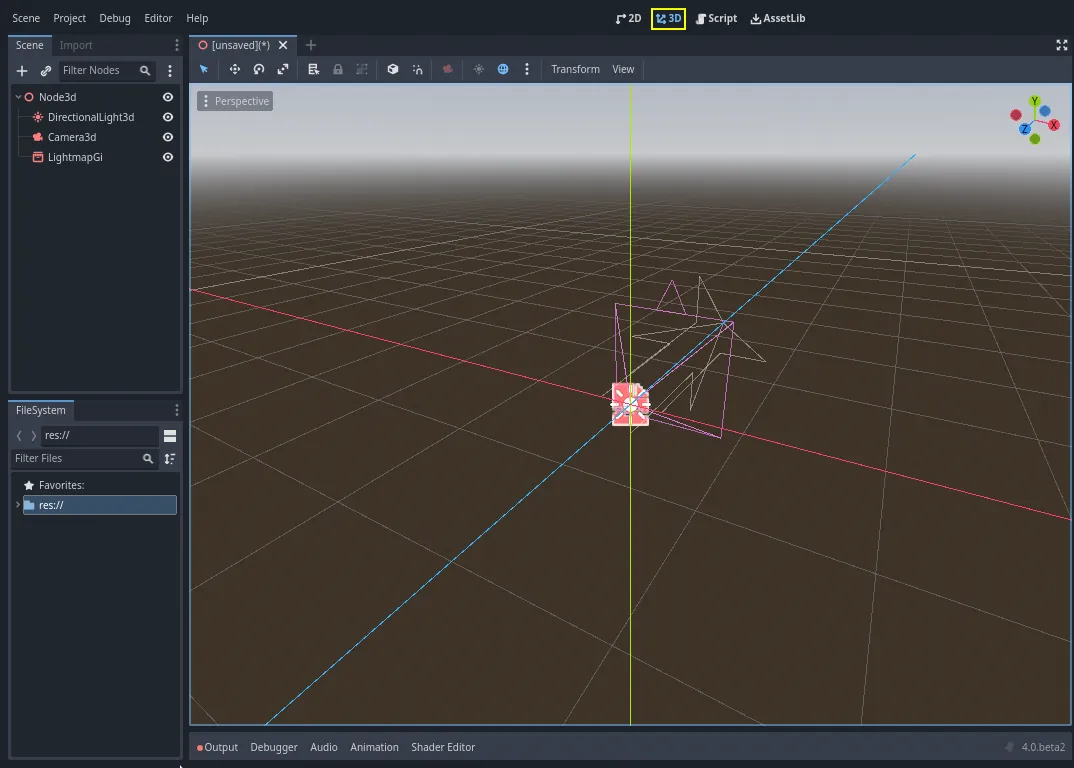 Scene Project Debug Editor Help
2D 3D Script AssetLib
Scene Import
[unsaved](*)
Filter Nodes
Transform View
Node3d
DirectionalLight3d
Camera3d
LightmapGi
Perspective
Y
X
Z
FileSystem
res://
Filter Files
Favorites:
res://
Output Debugger Audio Animation Shader Editor
4.0.beta2